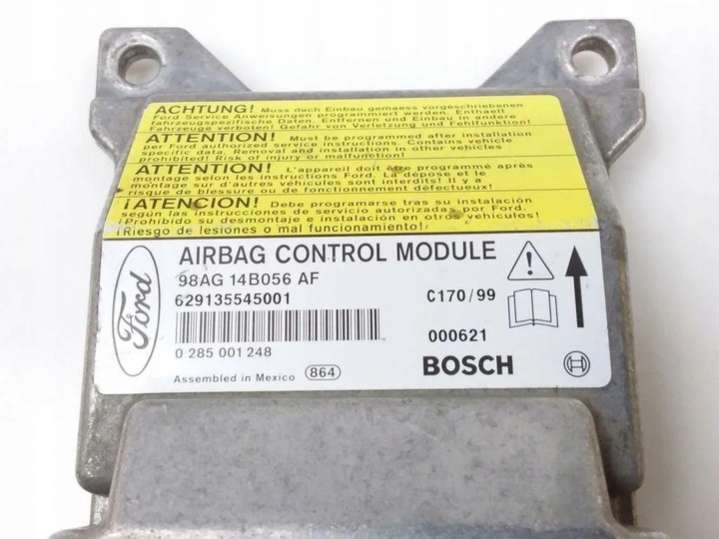 ACHTUNG! Muss nach Einbau gemaess vorgeschriebenen
Ford Service Anweisungen programmiert werden. Enthaelt
fahrzeugspezifische Daten. Entfernen und Einbau in andere
Fahrzeuge verboten! Gefahr von Verletzung und Fehlfunktion!
ATTENTION! Must be programmed after installation
per Ford authorized service instructions. Contains vehicle
specific data. Removal and installation in other vehicles
prohibited! Risk of injury or malfunction!
ATTENTION! L'appareil doit être programmé après
montage selon les instructions Ford. La dépose et le
montage sur d'autres véhicules sont interdits! Il y a
risque de blessure ou de fonctionnement défectueux!
¡ATENCION! Debe programarse tras su instalación
según las instrucciones de servicio autorizadas por Ford.
¡Prohibido su desmontaje e instalación en otros vehículos!
¡Riesgo de lesiones o mal funcionamiento!
Ford
AIRBAG CONTROL MODULE
98AG 14B056 AF
629135545001
C170/99
000621
0 285 001 248
BOSCH
Assembled in Mexico 864